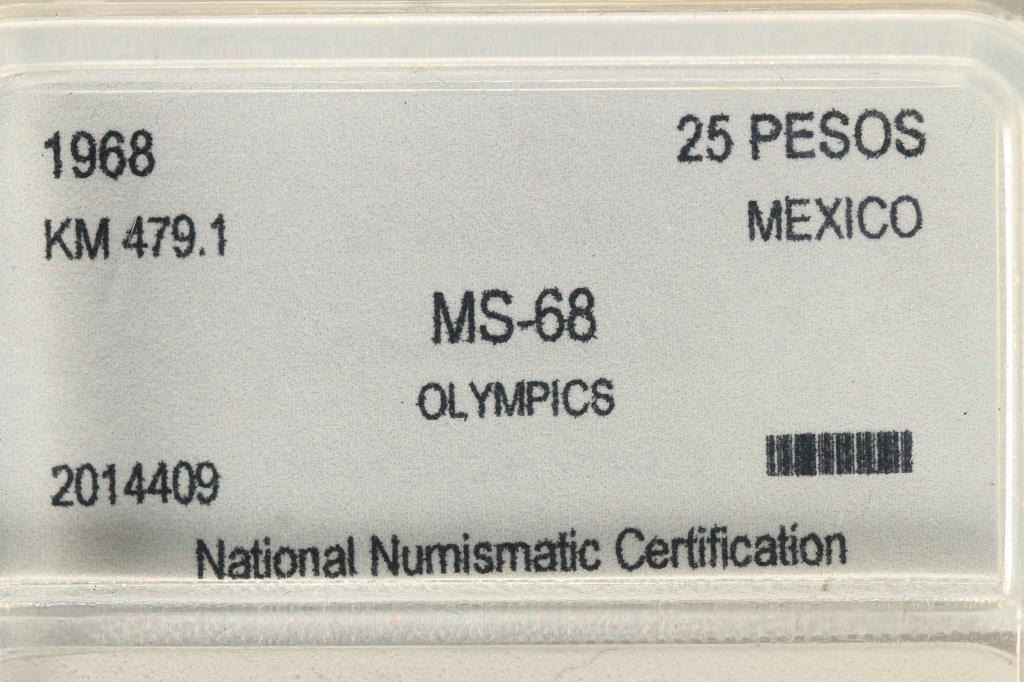 1968 25 PESOS
KM 479.1 MEXICO
MS-68
OLYMPICS
2014409
National Numismatic Certification